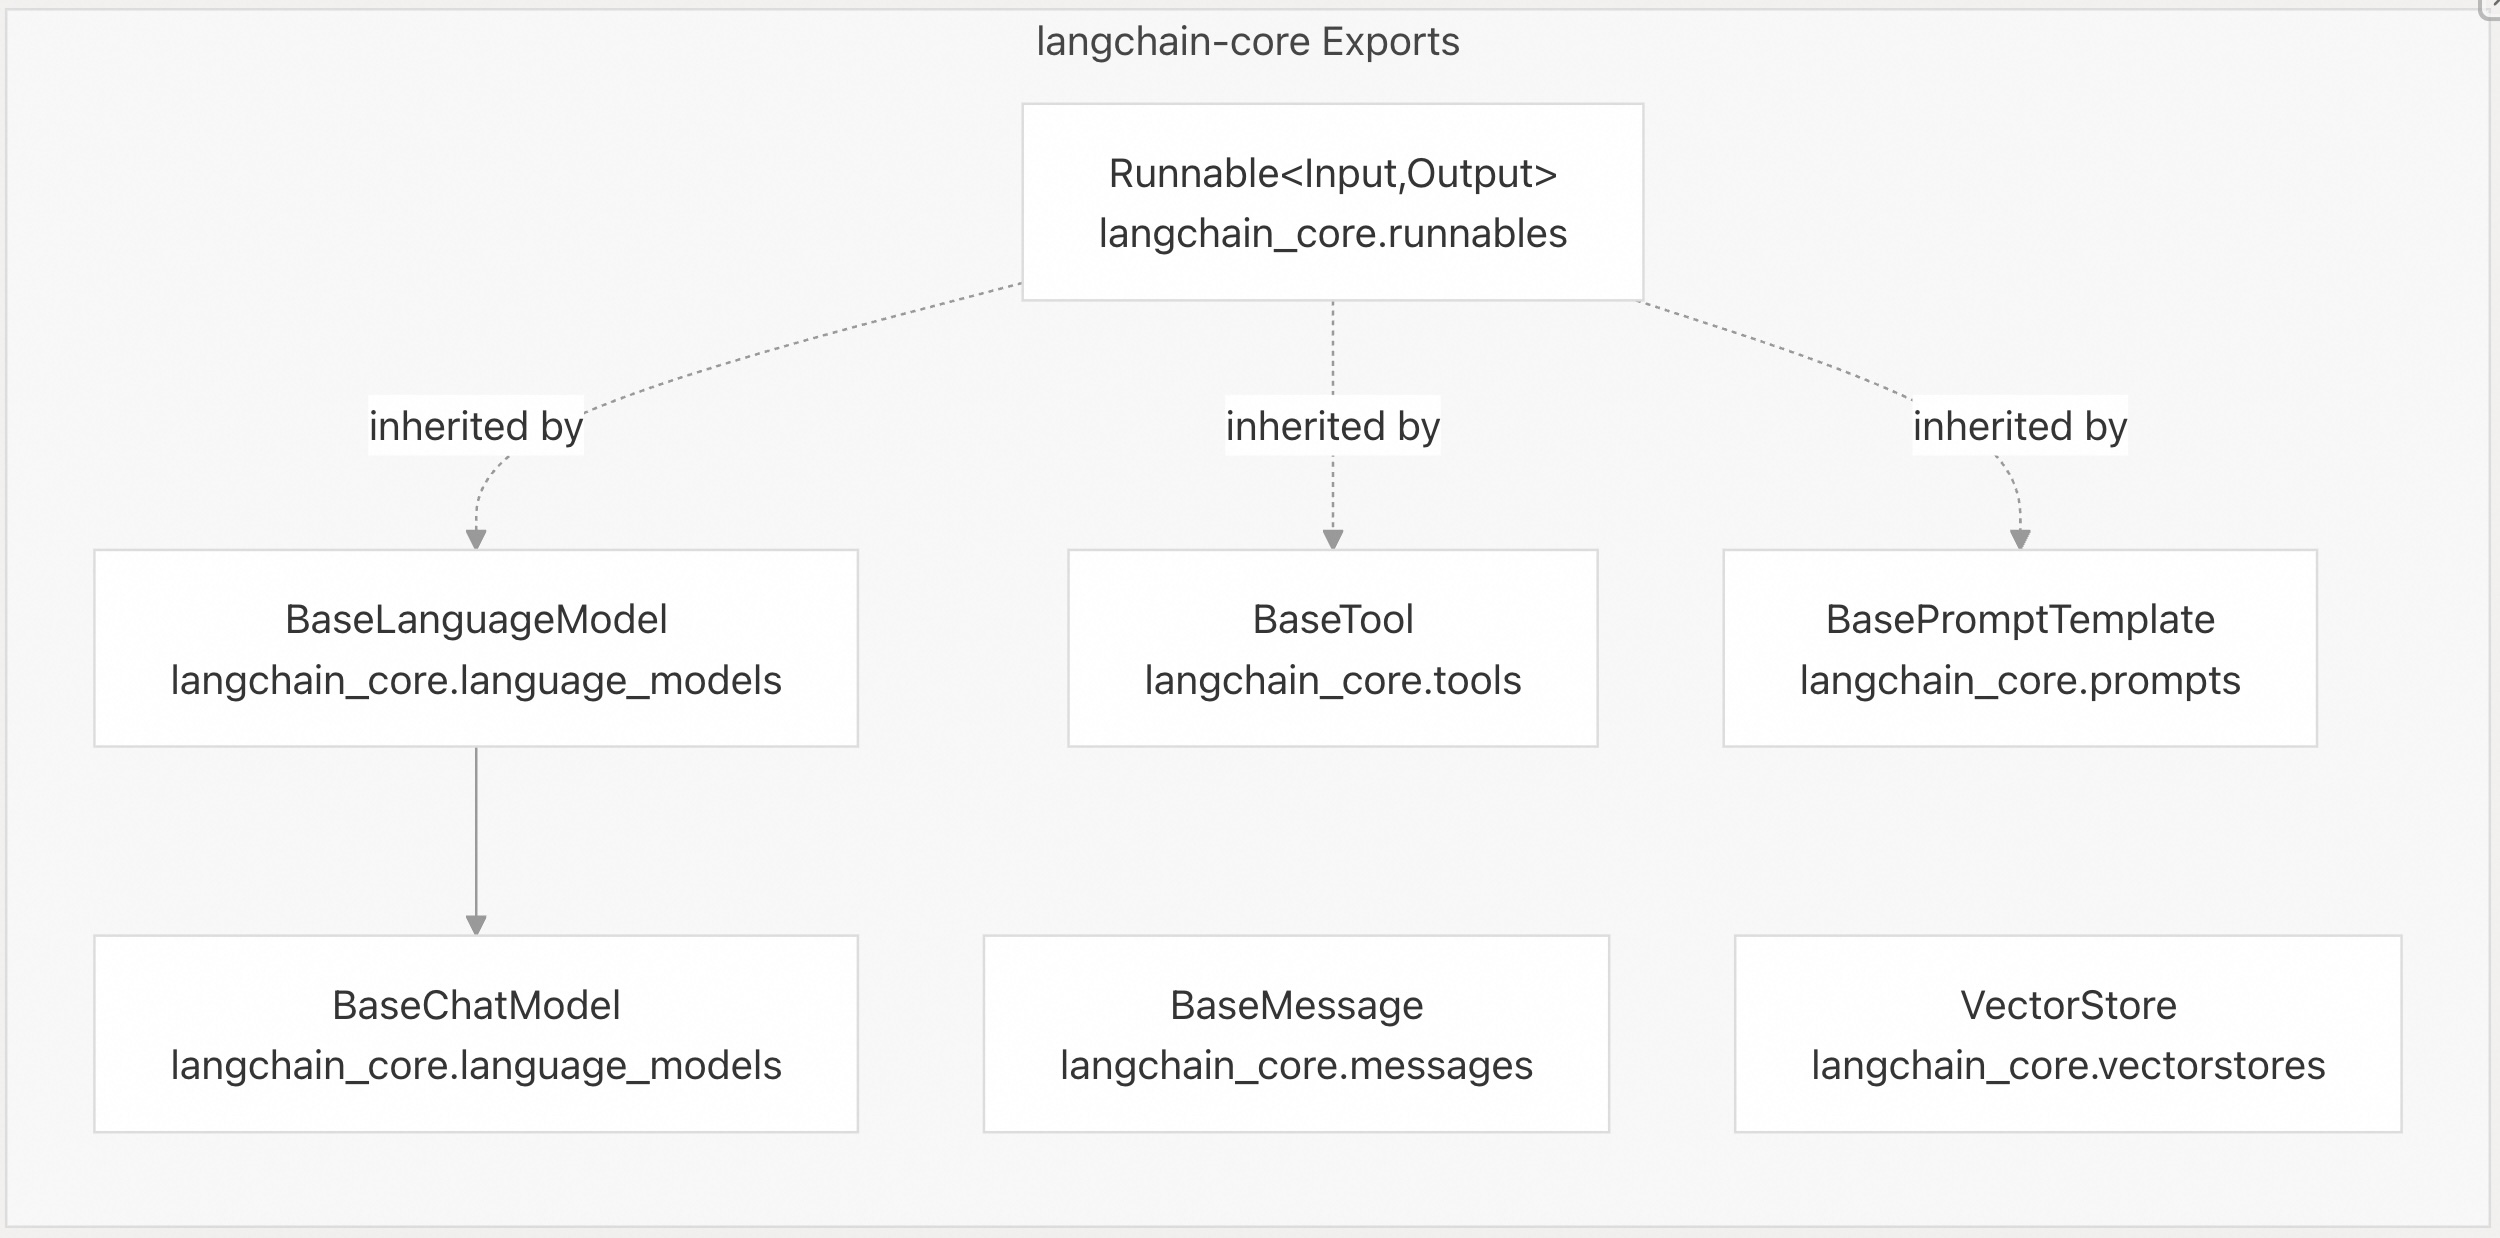 langchain-core Exports
Runnable<Input,Output>
langchain_core.runnables
inherited by
inherited by
inherited by
BaseLanguageModel
langchain_core.language_models
BaseTool
langchain_core.tools
BasePromptTemplate
langchain_core.prompts
BaseChatModel
langchain_core.language_models
BaseMessage
langchain_core.messages
VectorStore
langchain_core.vectorstores